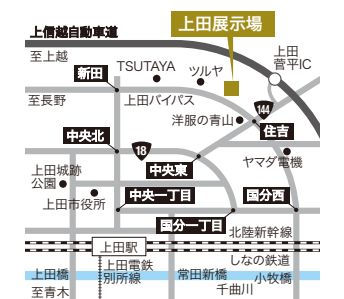 上田展示場
上信越自動車道
至上越
上田
菅平IC
TSUTAYA
ツルヤ
新田
至長野
上田バイパス
144
洋服の青山
住吉
中央北
18
中央東
ヤマダ電機
上田城跡
公園
中央一丁目
国分西
上田市役所
国分一丁目
北陸新幹線
上田駅
しなの鉄道
上田橋
上田電鉄
別所線
常田新橋
小牧橋
至青木
千曲川